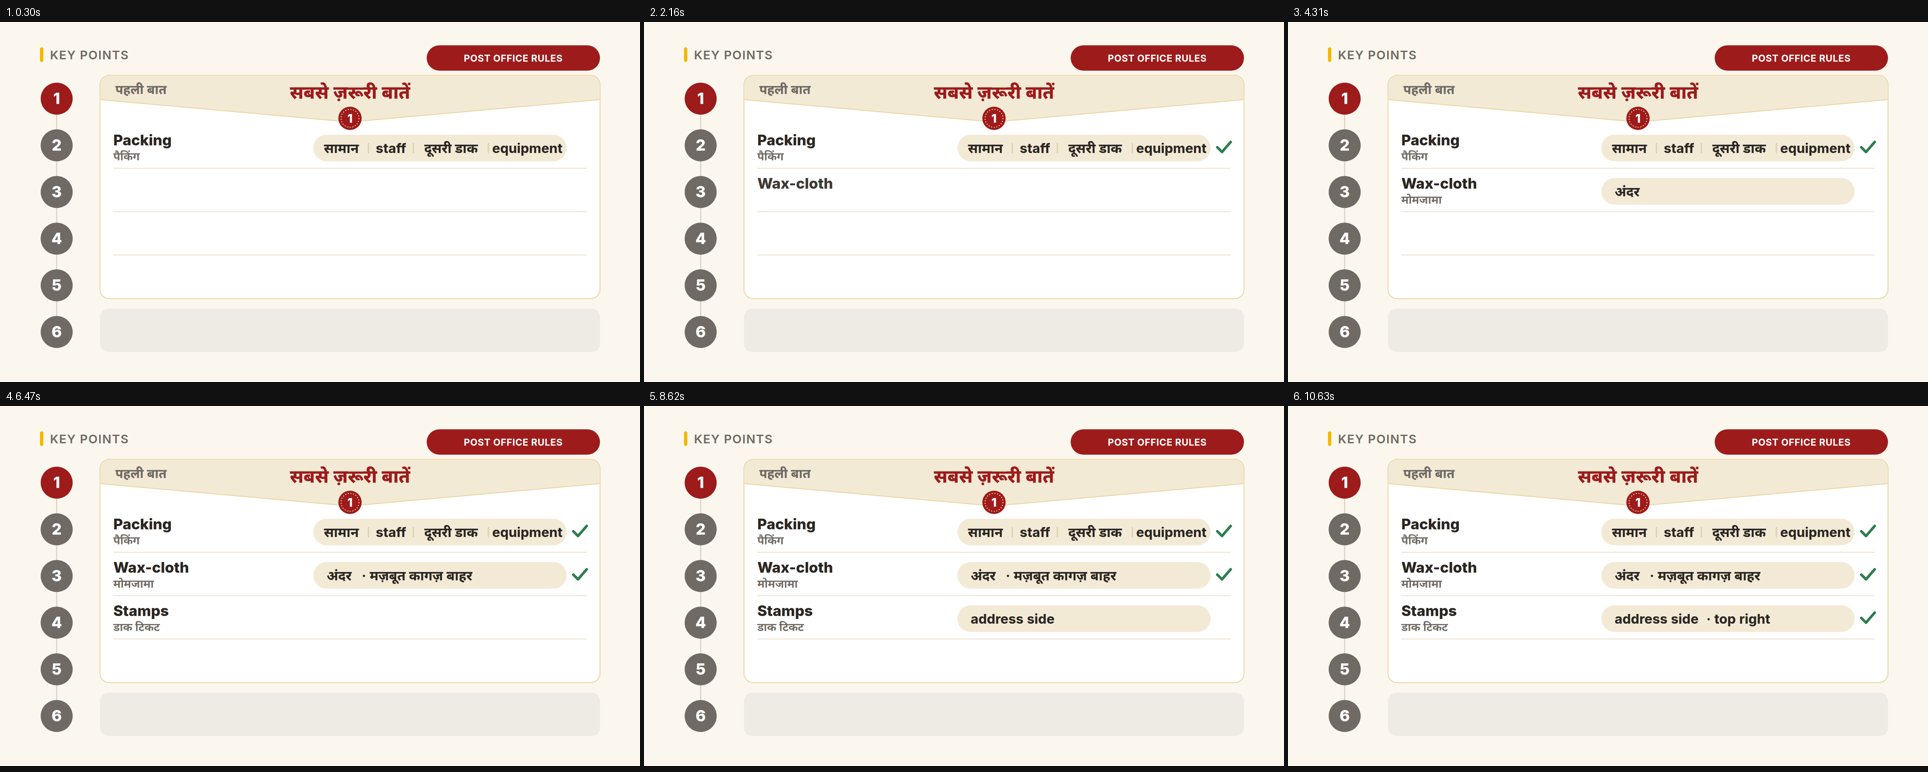 1. 0.30s
KEY POINTS
POST OFFICE RULES
1
पहली बात
सबसे ज़रूरी बातें
1
2
Packing
पैकिंग
सामान staff दूसरी डाक equipment
3
4
5
6
2. 2.16s
KEY POINTS
POST OFFICE RULES
1
पहली बात
सबसे ज़रूरी बातें
1
2
Packing
पैकिंग
सामान staff दूसरी डाक equipment
3
Wax-cloth
4
5
6
3. 4.31s
KEY POINTS
POST OFFICE RULES
1
पहली बात
सबसे ज़रूरी बातें
1
2
Packing
पैकिंग
सामान staff दूसरी डाक equipment
3
Wax-cloth
मोमजामा
अंदर
4
5
6
4. 6.47s
KEY POINTS
POST OFFICE RULES
1
पहली बात
सबसे ज़रूरी बातें
1
2
Packing
पैकिंग
सामान staff दूसरी डाक equipment
3
Wax-cloth
मोमजामा
अंदर · मज़बूत कागज़ बाहर
4
Stamps
डाक टिकट
5
6
5. 8.62s
KEY POINTS
POST OFFICE RULES
1
पहली बात
सबसे ज़रूरी बातें
1
2
Packing
पैकिंग
सामान staff दूसरी डाक equipment
3
Wax-cloth
मोमजामा
अंदर · मज़बूत कागज़ बाहर
4
Stamps
डाक टिकट
address side
5
6
6. 10.63s
KEY POINTS
POST OFFICE RULES
1
पहली बात
सबसे ज़रूरी बातें
1
2
Packing
पैकिंग
सामान staff दूसरी डाक equipment
3
Wax-cloth
मोमजामा
अंदर · मज़बूत कागज़ बाहर
4
Stamps
डाक टिकट
address side · top right
5
6